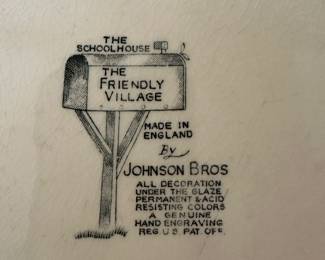 THE
SCHOOLHOUSE
THE
FRIENDLY
VILLAGE
MADE IN
ENGLAND
By
JOHNSON BROS
ALL DECORATION
UNDER THE GLAZE
PERMANENT & ACID
RESISTING COLORS
A GENUINE
HAND ENGRAVING
REG. U.S. PAT. OFF.